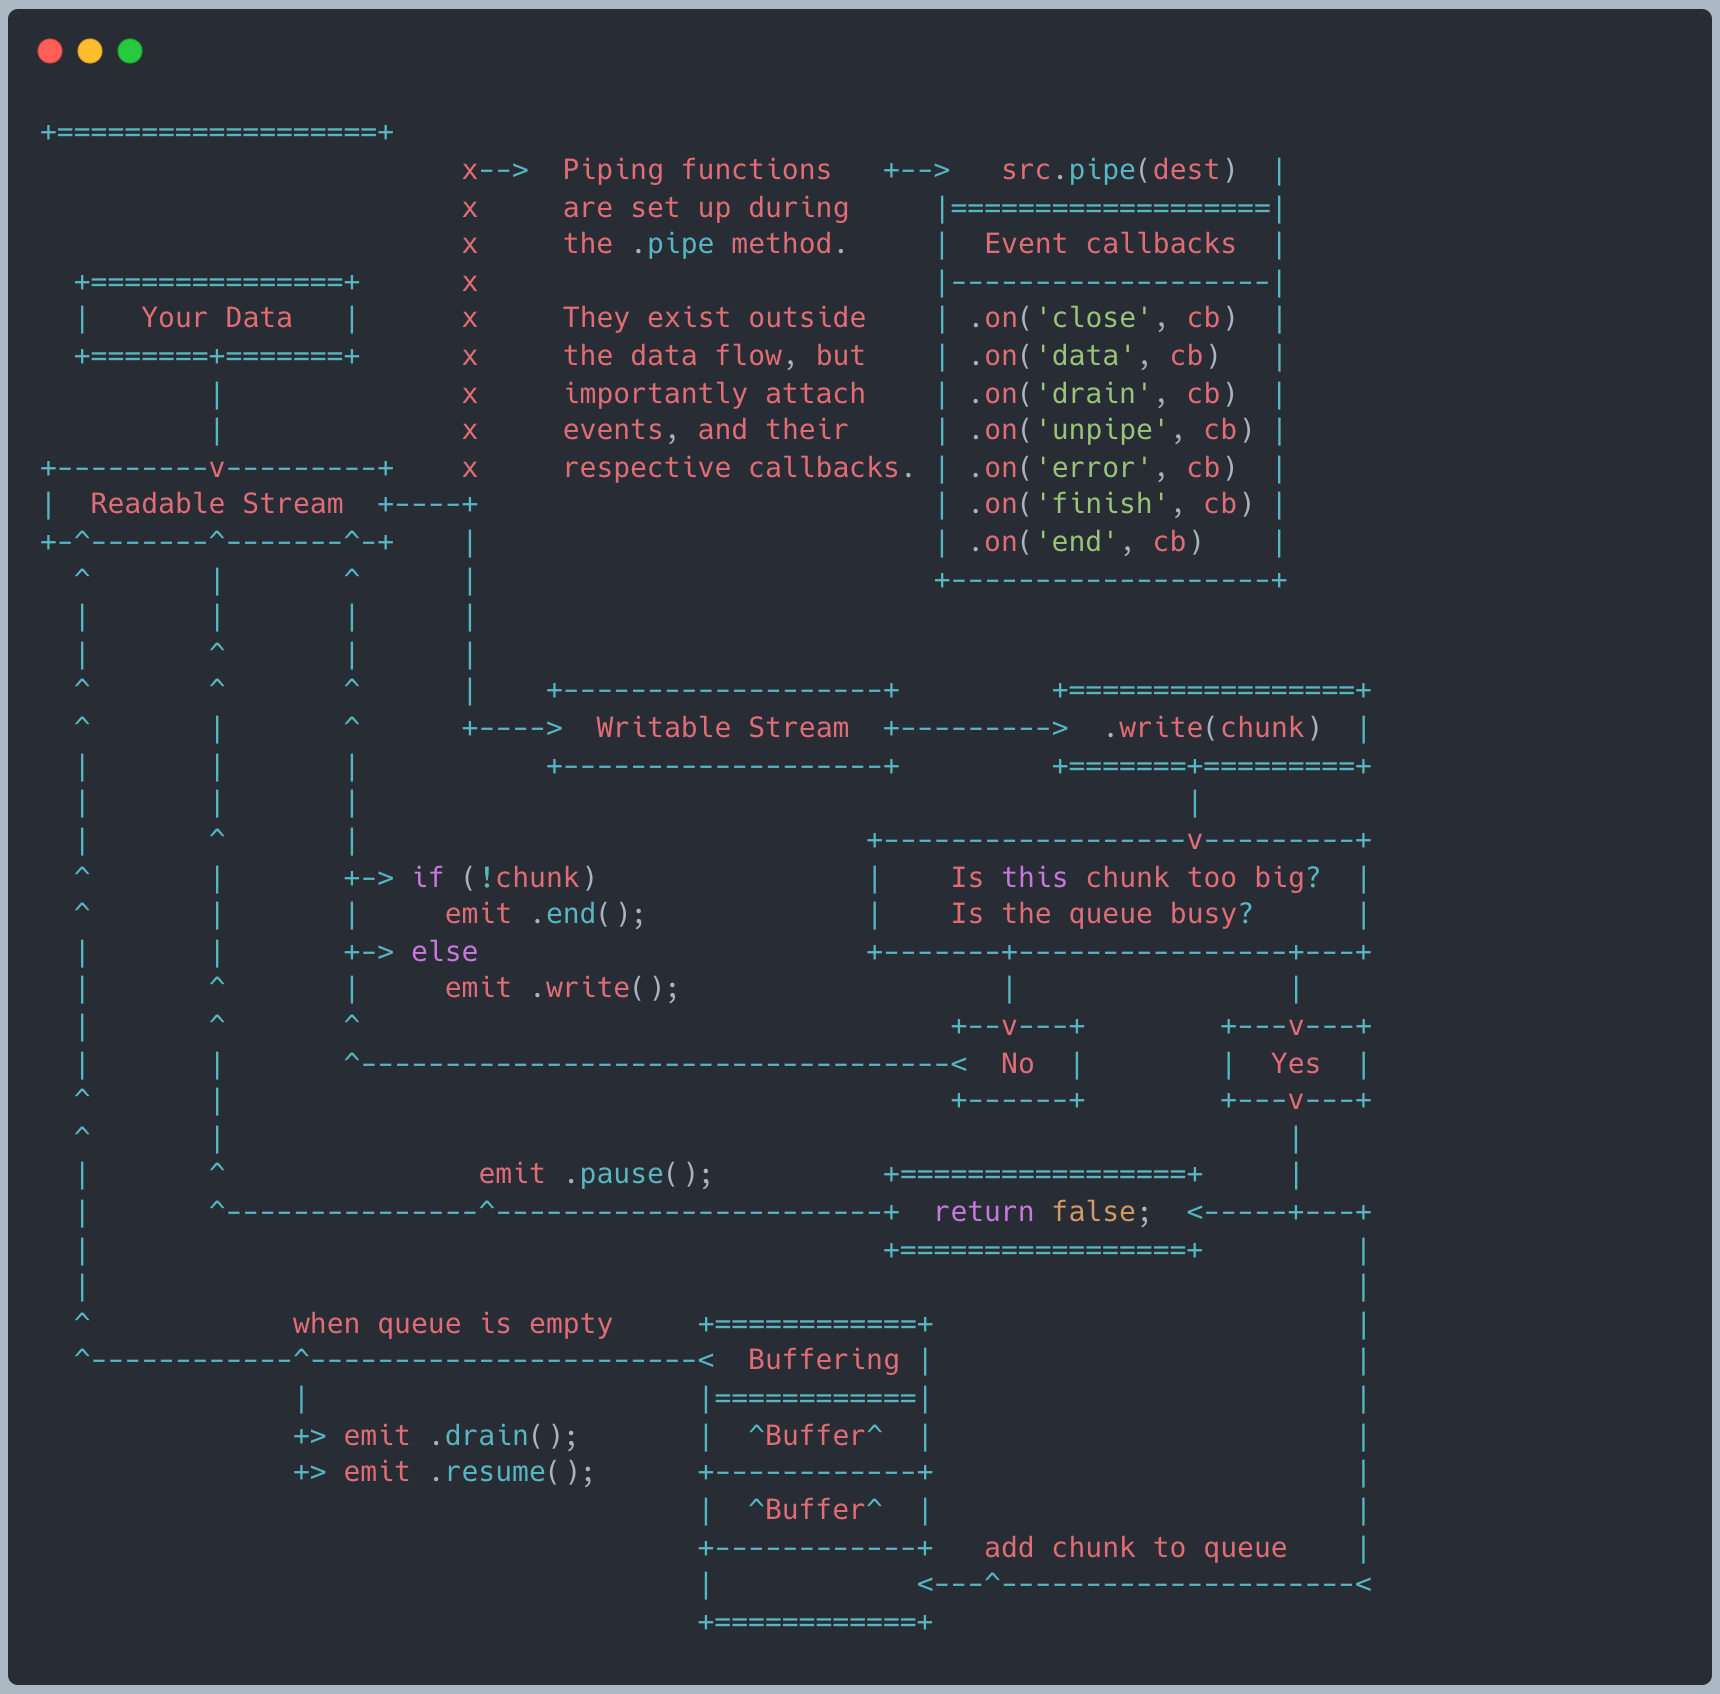 +===================+
x-->  Piping functions   +-->   src.pipe(dest)  |
x     are set up during     |===================|
x     the .pipe method.     |  Event callbacks  |
+===============+      x                           |-------------------|
|   Your Data   |      x     They exist outside    | .on('close', cb)  |
+=======+=======+      x     the data flow, but    | .on('data', cb)   |
|              x     importantly attach    | .on('drain', cb)  |
|              x     events, and their     | .on('unpipe', cb) |
+---------v---------+    x     respective callbacks. | .on('error', cb)  |
|  Readable Stream  +----+                           | .on('finish', cb) |
+-^-------^-------^-+    |                           | .on('end', cb)    |
^       |       ^      |                           +-------------------+
|       |       |      |
|       ^       |      |
^       ^       ^      |    +-------------------+         +=================+
^       |       ^      +---->  Writable Stream  +--------->  .write(chunk)  |
|       |       |           +-------------------+         +=======+=========+
|       |       |                                                 |
|       ^       |                              +------------------v---------+
^       |       +-> if (!chunk)                |    Is this chunk too big?  |
^       |       |     emit .end();             |    Is the queue busy?      |
|       |       +-> else                       +-------+----------------+---+
|       ^       |     emit .write();                   |                |
|       ^       ^                                   +--v---+        +---v---+
|       |       ^-----------------------------------<  No  |        |  Yes  |
^       |                                           +------+        +---v---+
^       |                                                               |
|       ^               emit .pause();          +=================+     |
|       ^---------------^-----------------------+  return false;  <-----+---+
|                                               +=================+         |
|                                                                           |
^            when queue is empty     +============+                         |
^------------^-----------------------<  Buffering |                         |
|                       |============|                         |
+> emit .drain();       |  ^Buffer^  |                         |
+> emit .resume();      +------------+                         |
|  ^Buffer^  |                         |
+------------+   add chunk to queue    |
|            <---^---------------------<
+============+